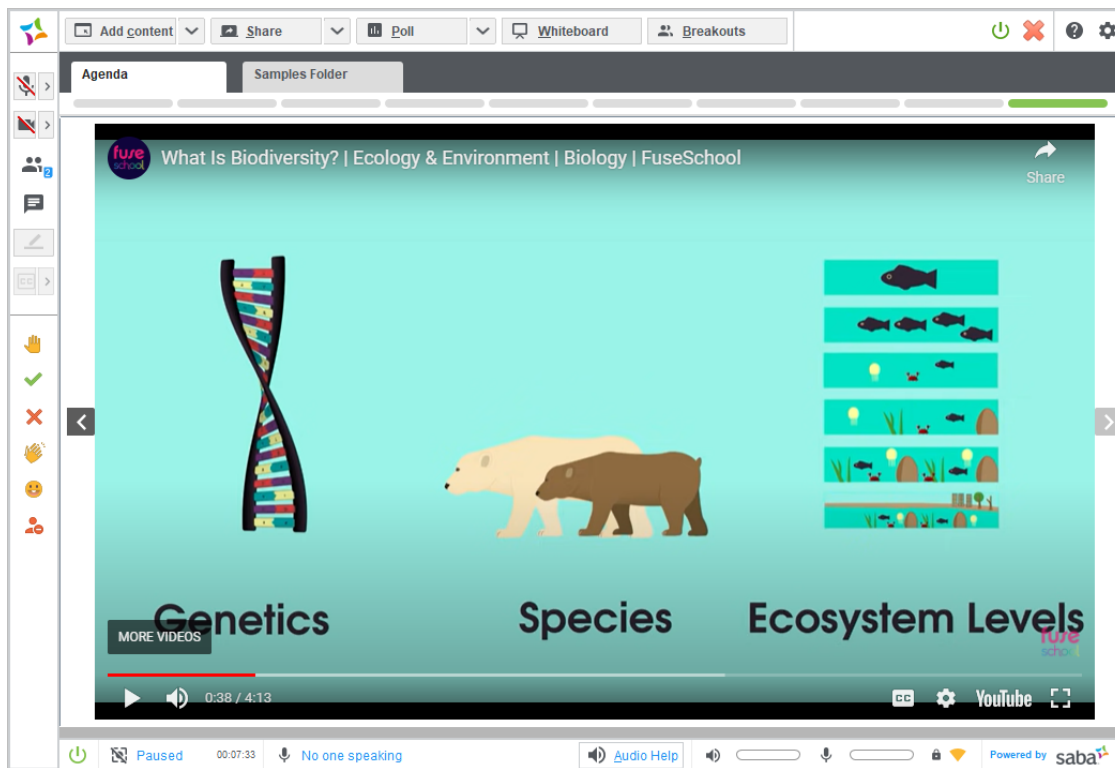 Add content
Share
Poll
Whiteboard
Breakouts
Agenda
Samples Folder
fuse
school
What Is Biodiversity? | Ecology & Environment | Biology | FuseSchool
Share
2
CC
Genetics
Species
Ecosystem Levels
MORE VIDEOS
fuse
school
0:38 / 4:13
CC
YouTube
Paused
00:07:33
No one speaking
Audio Help
Powered by
saba